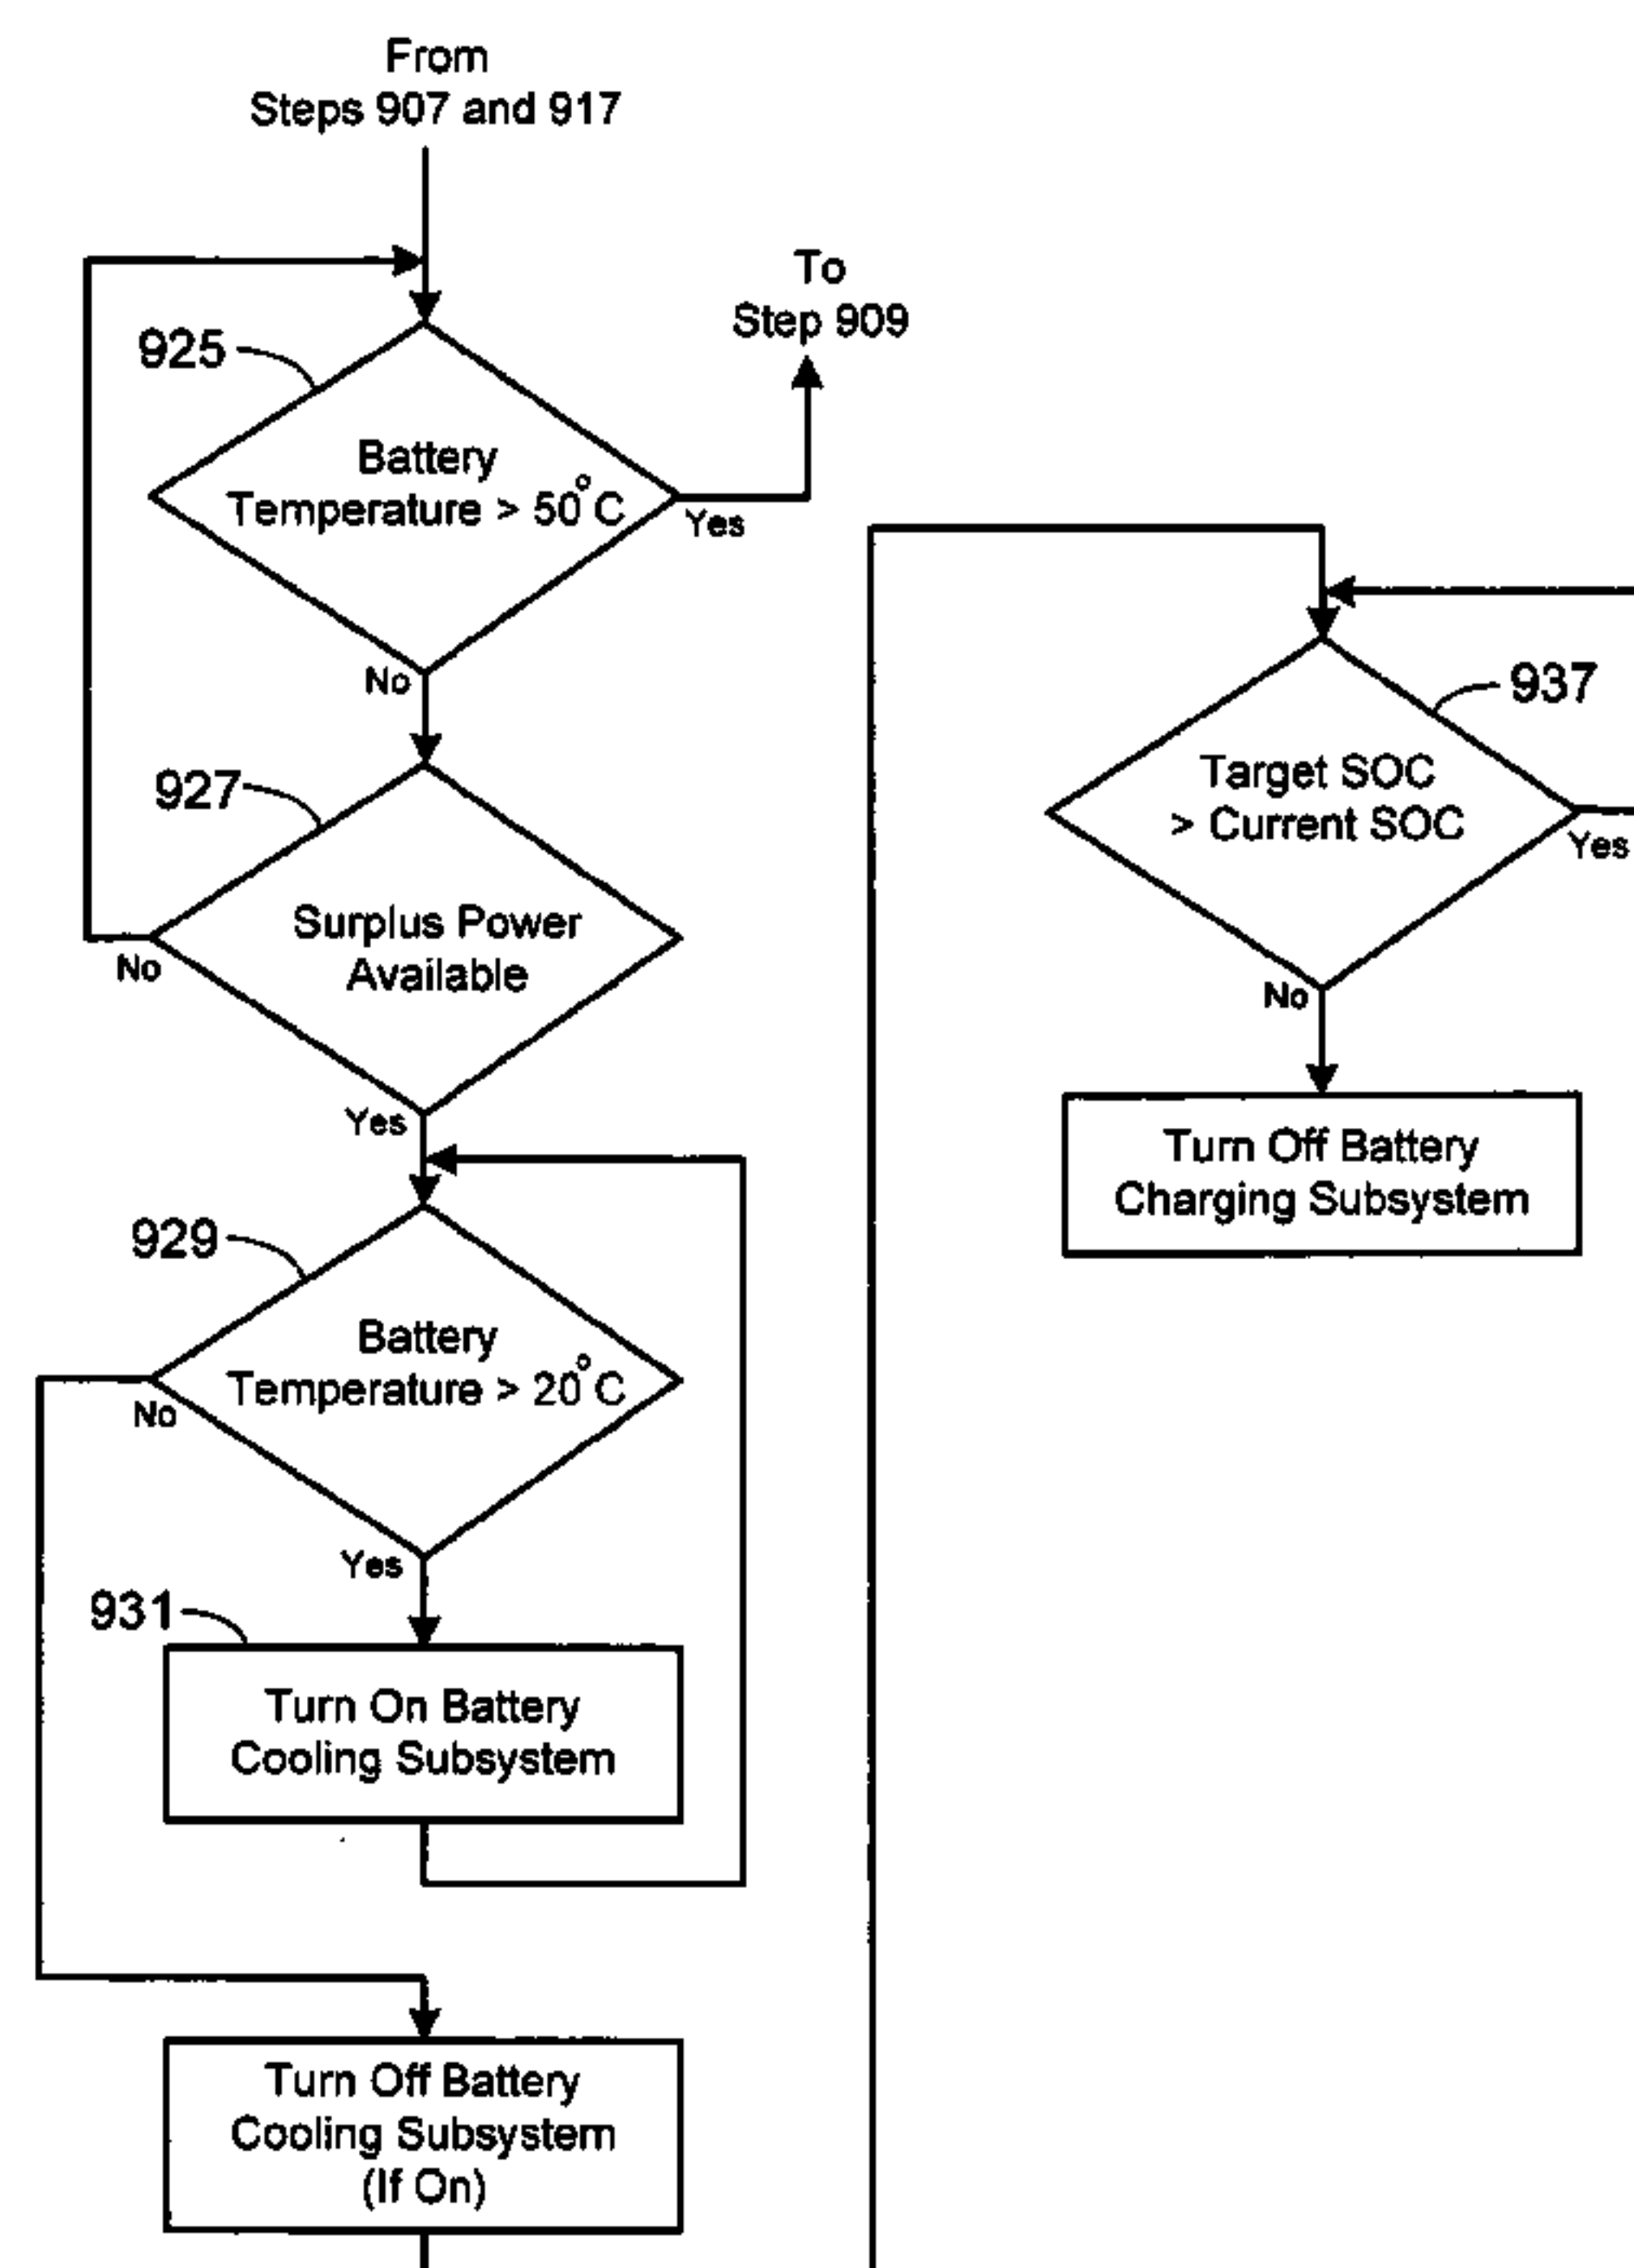 From
Steps 907 and 917
To
Step 909
925
Battery
Temperature > 50°C
Yes
No
927
Surplus Power
Available
No
Yes
929
Battery
Temperature > 20°C
No
Yes
931
Turn On Battery
Cooling Subsystem
Turn Off Battery
Cooling Subsystem
(If On)
937
Target SOC
> Current SOC
Yes
No
Turn Off Battery
Charging Subsystem